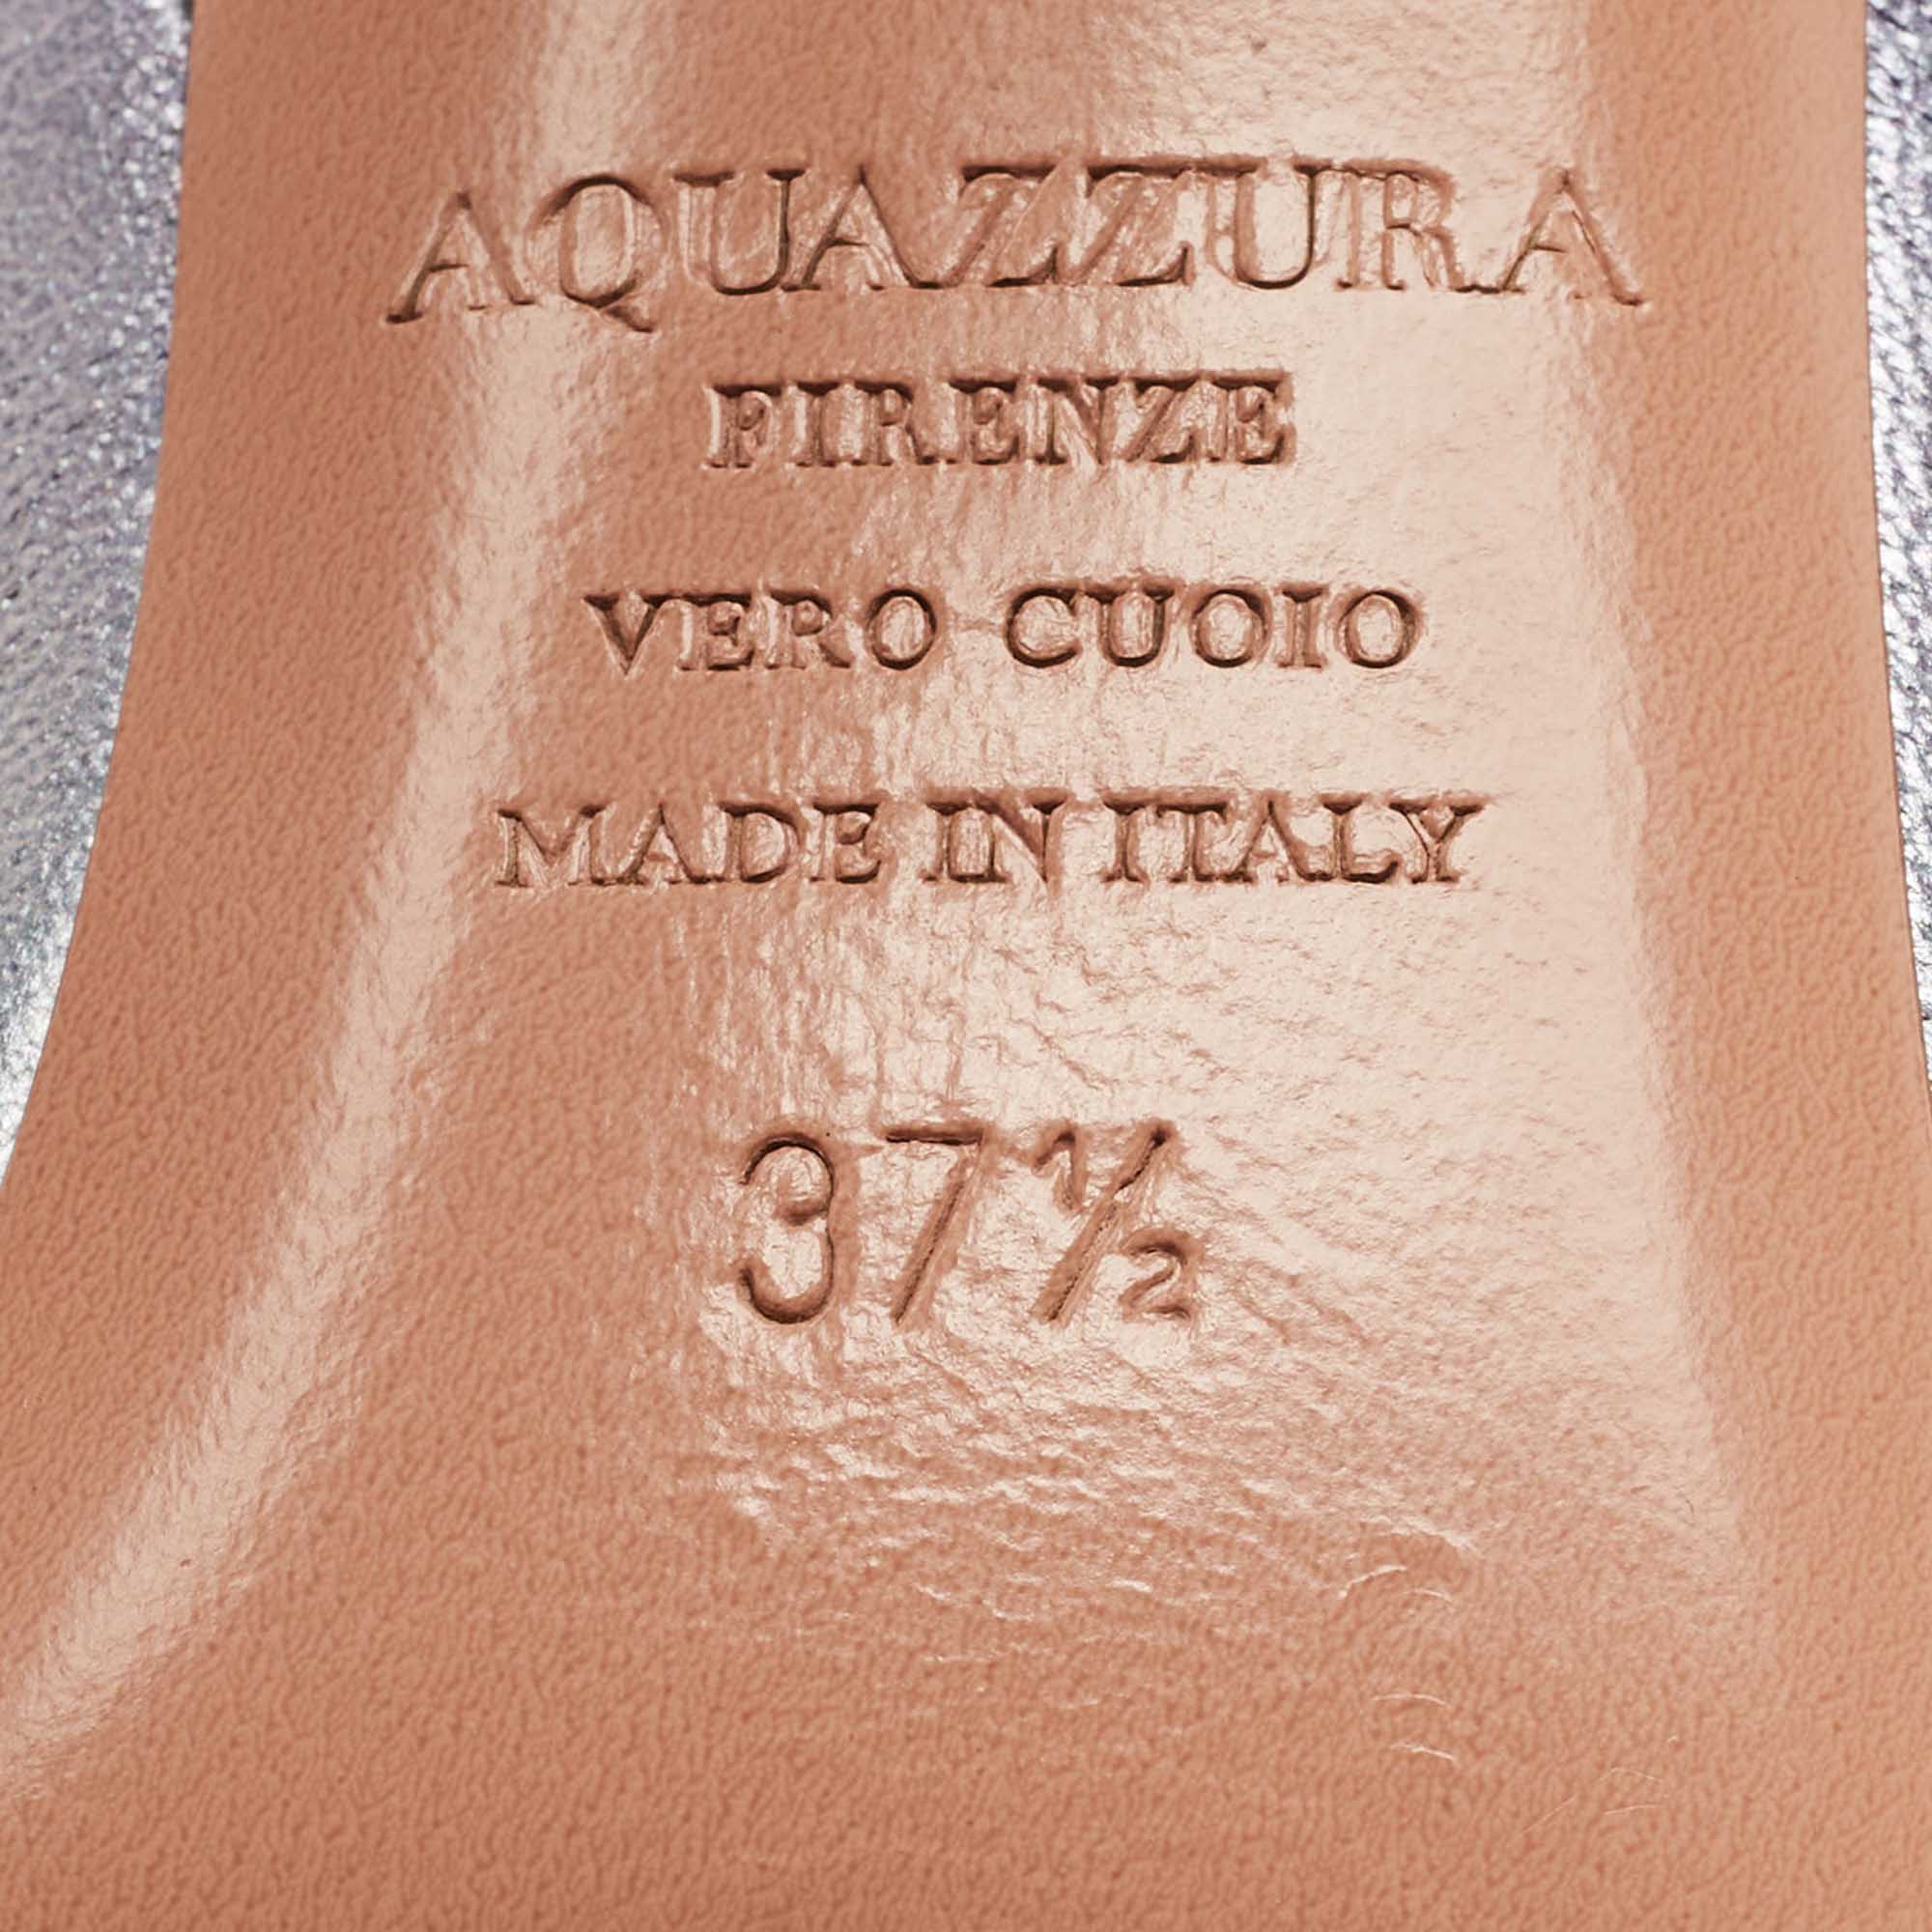 AQUAZZURA
FIRENZE
VERO CUOIO
MADE IN ITALY
37½